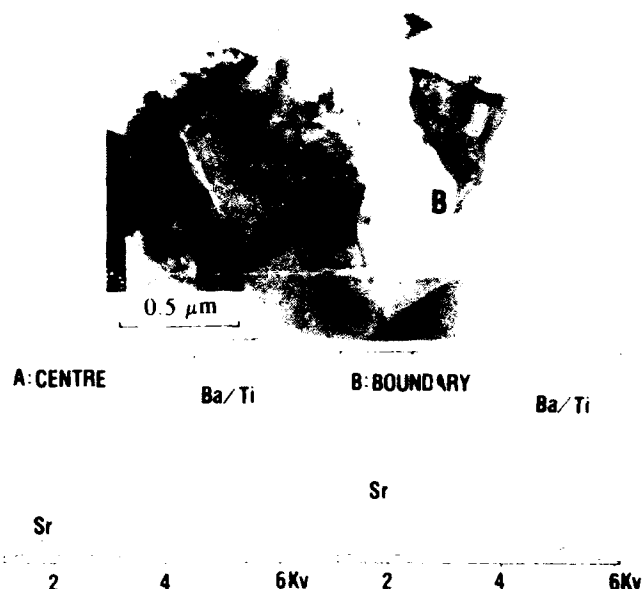 B
0.5 μm
A:CENTRE
Ba/Ti
B:BOUNDARY
Ba/Ti
Sr
Sr
2 4 6Kv
2 4 6Kv